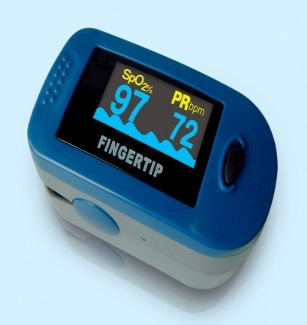 SpO2% PRbpm
97 72
FINGERTIP